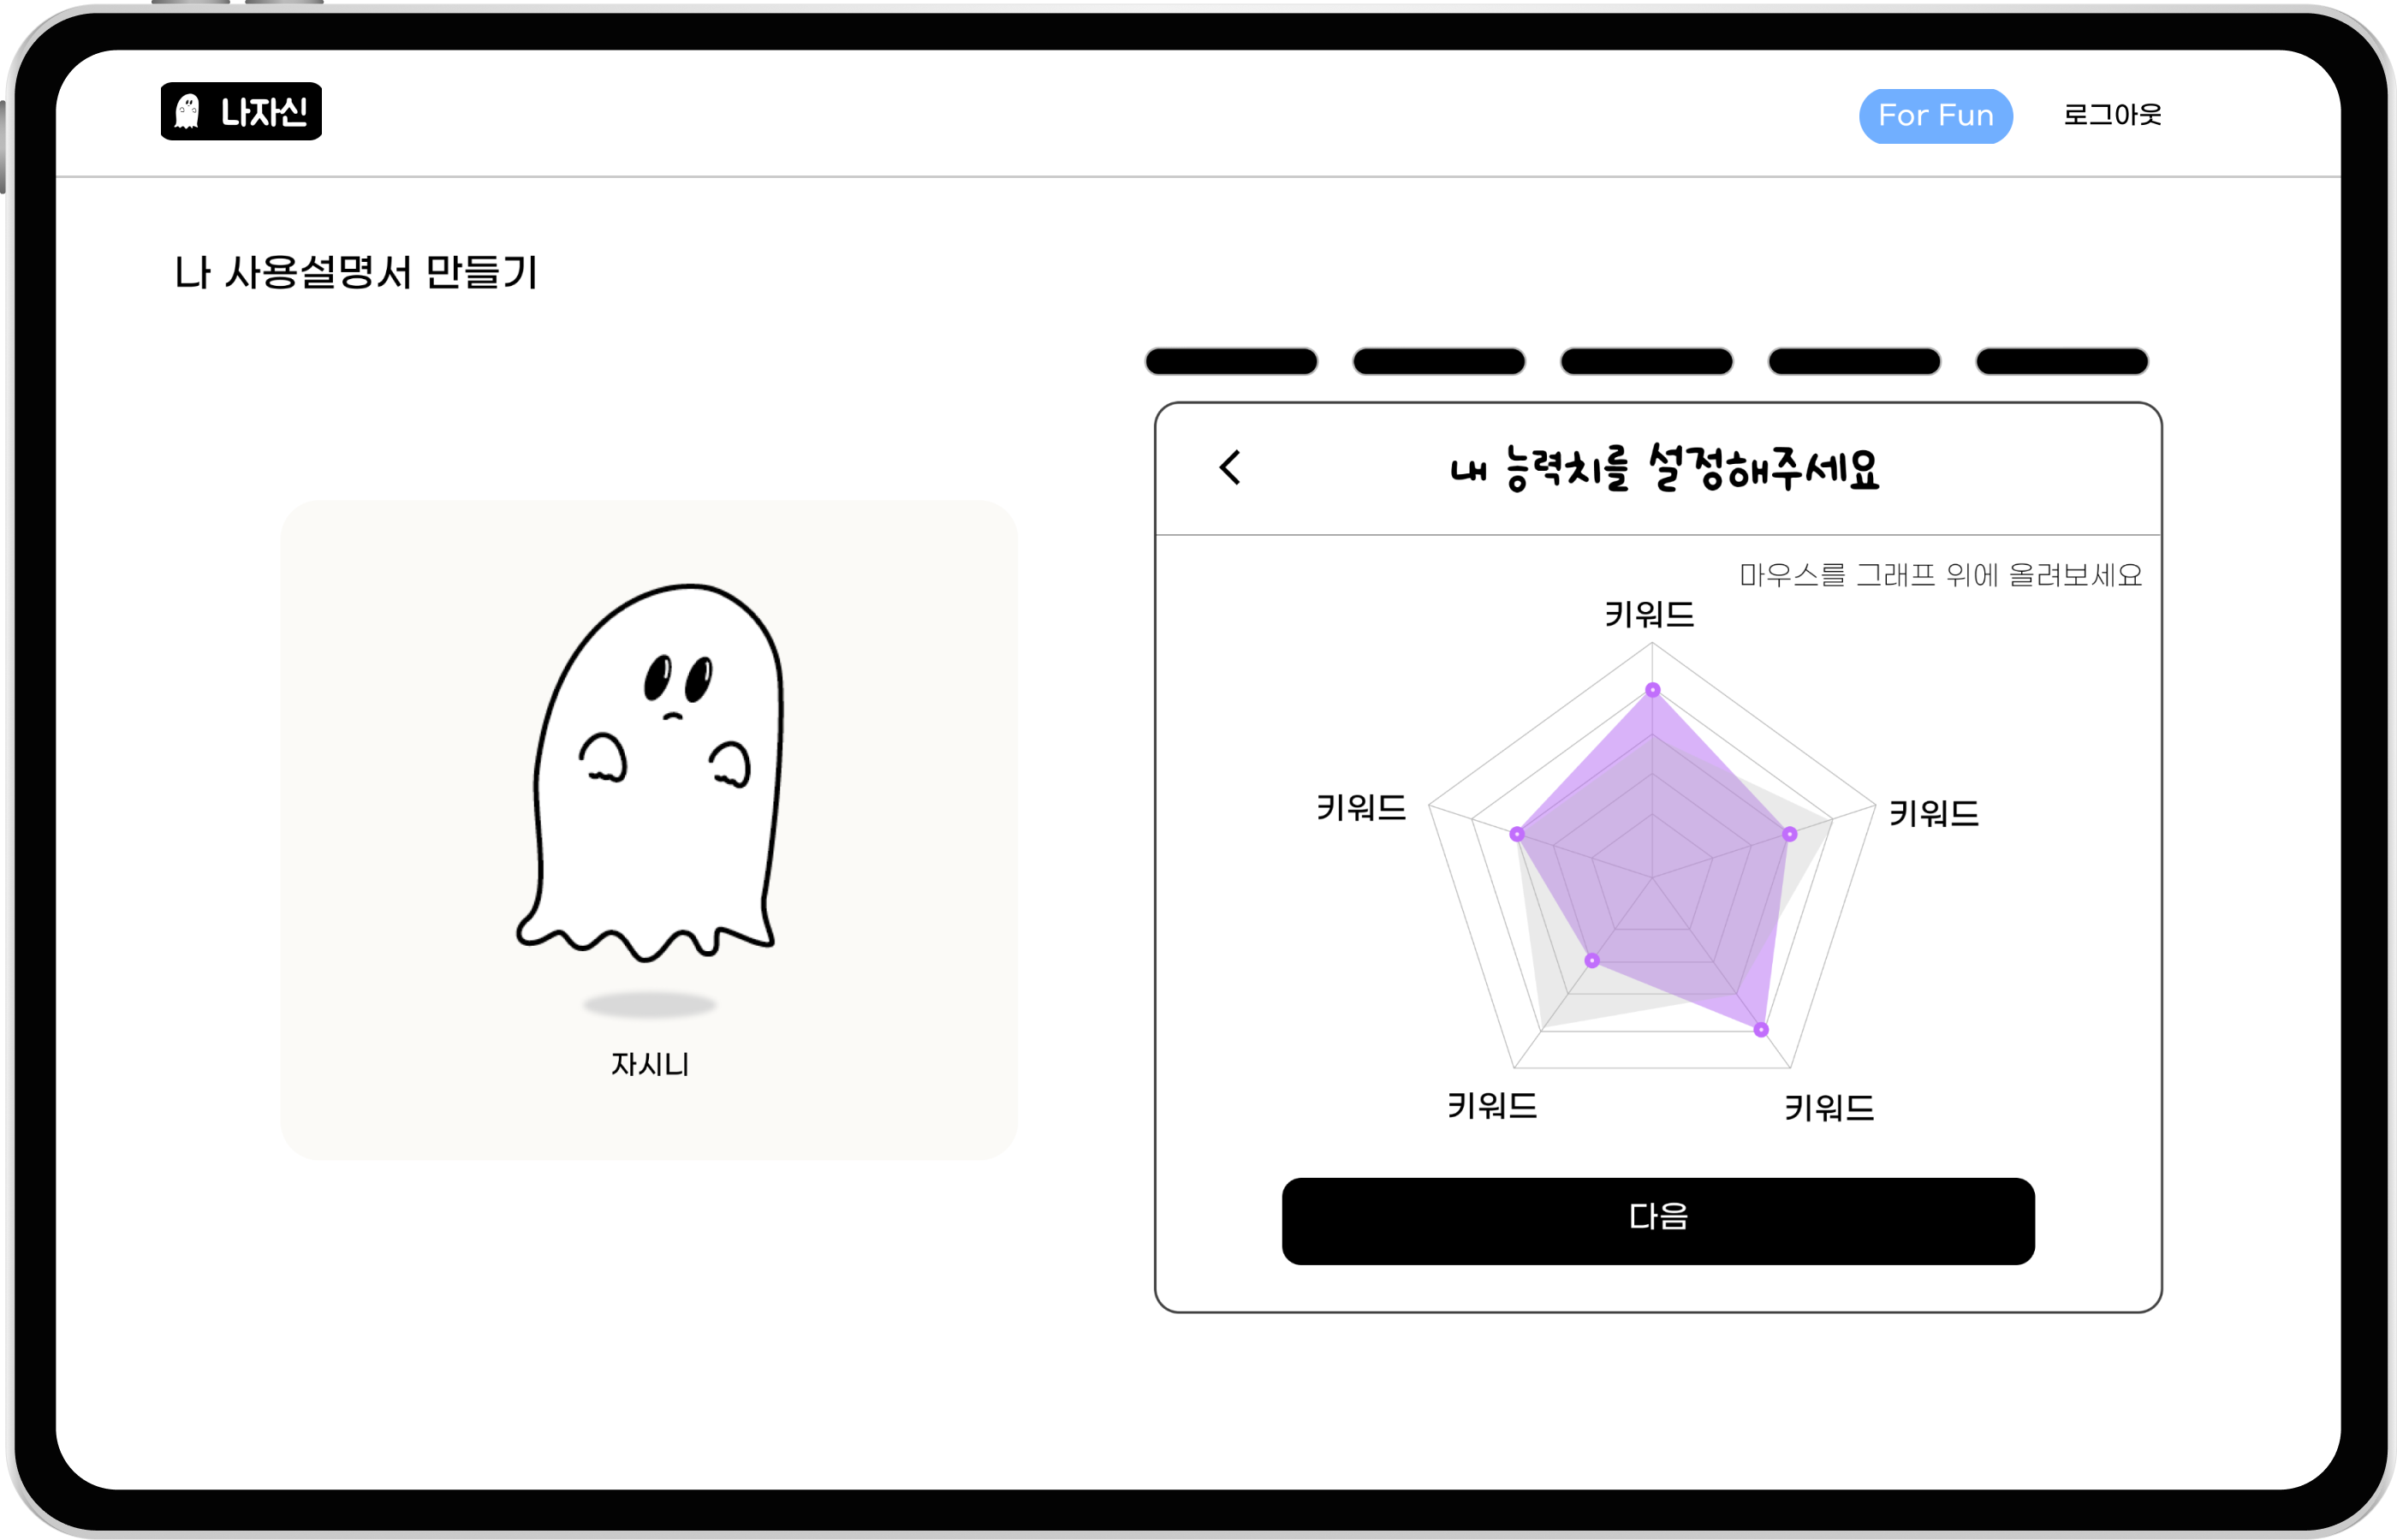 나자신
For Fun
로그아웃
나 사용설명서 만들기
내 능력치를 설정해주세요
마우스를 그래프 위에 올려보세요
키워드
키워드
키워드
키워드
키워드
자시니
다음